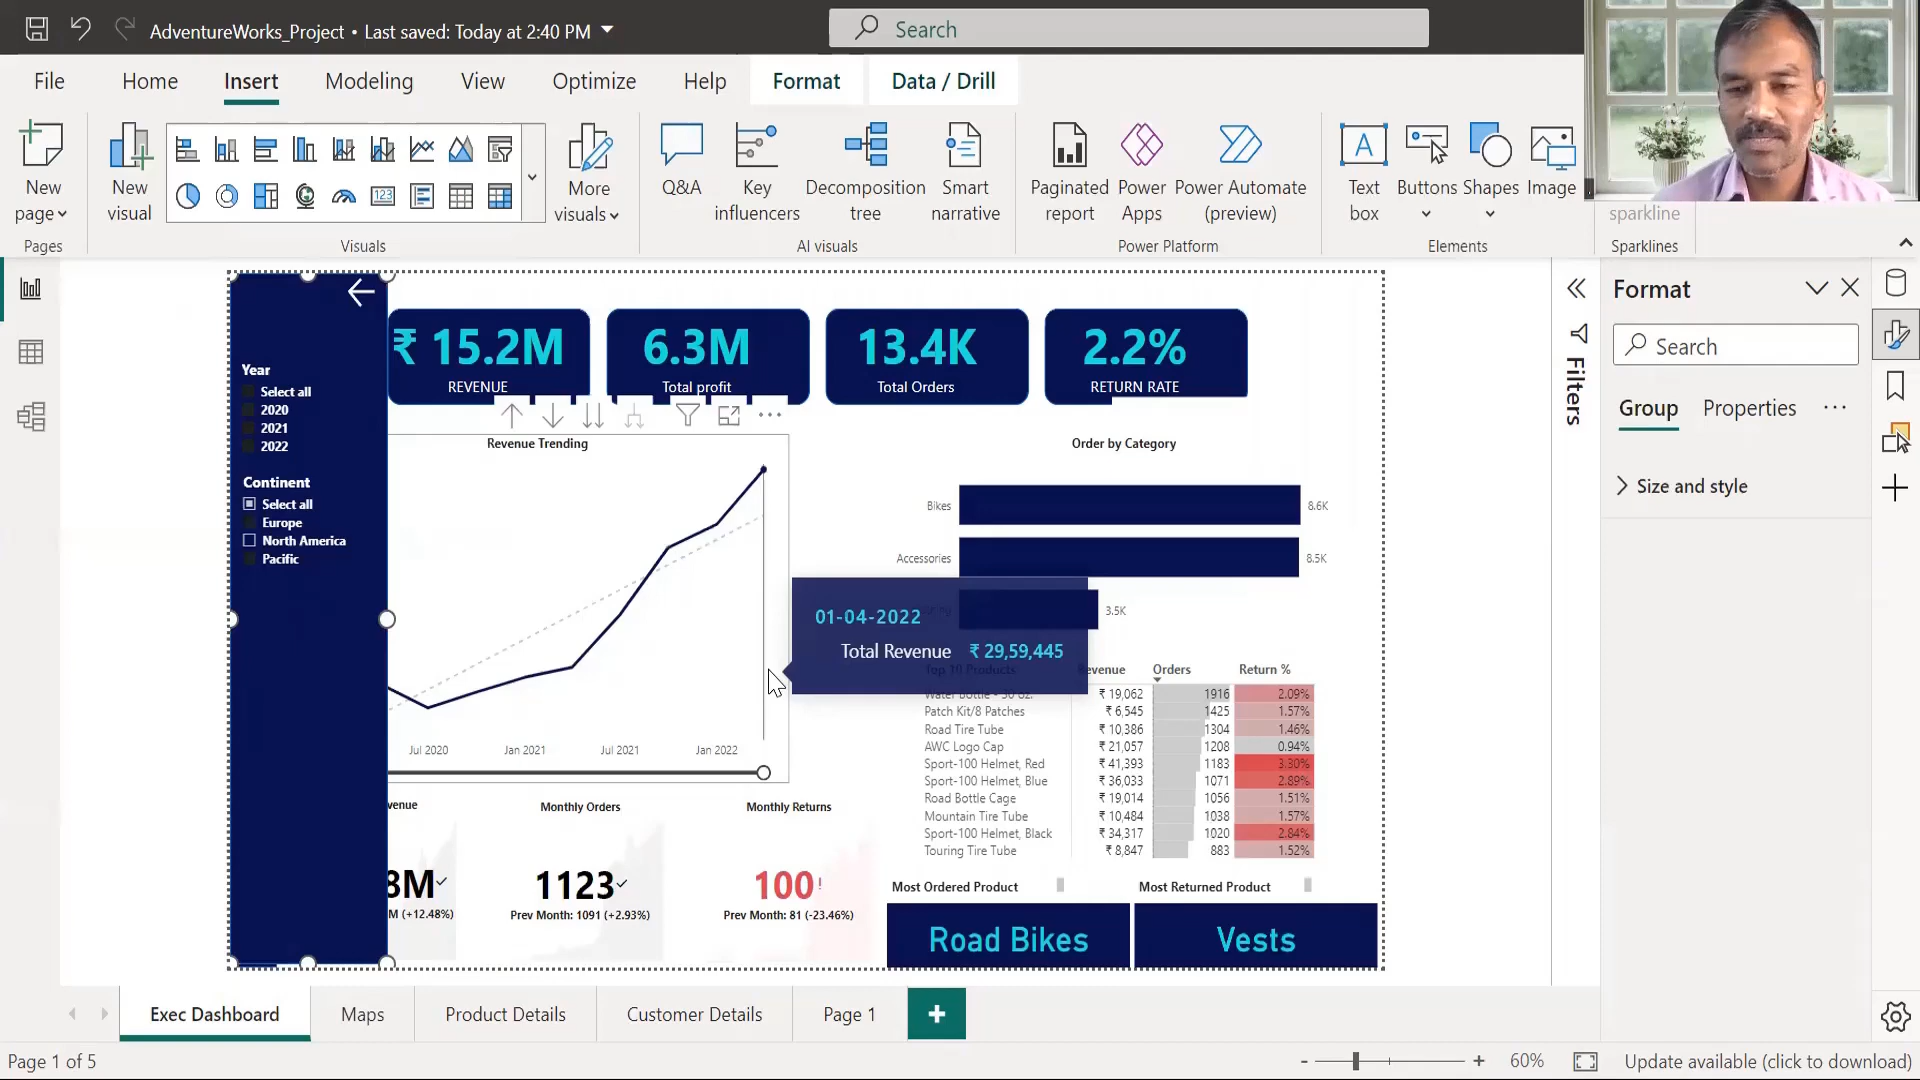 AdventureWorks_Project • Last saved: Today at 2:40 PM
Search
File
Home
Insert
Modeling
View
Optimize
Help
Format
Data / Drill
New
page
New
visual
More
visuals
Q&A
Key
influencers
Decomposition
tree
Smart
narrative
Paginated
report
Power
Apps
Power Automate
(preview)
Text
box
Buttons
Shapes
Image
sparkline
Pages
Visuals
AI visuals
Power Platform
Elements
Sparklines
Year
Select all
2020
2021
2022
Continent
Select all
Europe
North America
Pacific
₹ 15.2M
REVENUE
6.3M
Total profit
13.4K
Total Orders
2.2%
RETURN RATE
Revenue Trending
Jul 2020
Jan 2021
Jul 2021
Jan 2022
01-04-2022
Total Revenue ₹ 29,59,445
Order by Category
Bikes 8.6K
Accessories 8.5K
3.5K
Top 10 Products Revenue Orders Return %
Water Bottle - 30 oz. ₹ 19,062 1916 2.09%
Patch Kit/8 Patches ₹ 6,545 1425 1.57%
Road Tire Tube ₹ 10,386 1304 1.46%
AWC Logo Cap ₹ 21,057 1208 0.94%
Sport-100 Helmet, Red ₹ 41,393 1183 3.30%
Sport-100 Helmet, Blue ₹ 36,033 1071 2.89%
Road Bottle Cage ₹ 19,014 1056 1.51%
Mountain Tire Tube ₹ 10,484 1038 1.57%
Sport-100 Helmet, Black ₹ 34,317 1020 2.84%
Touring Tire Tube ₹ 8,847 883 1.52%
venue
8M
M (+12.48%)
Monthly Orders
1123
Prev Month: 1091 (+2.93%)
Monthly Returns
100!
Prev Month: 81 (-23.46%)
Most Ordered Product
Road Bikes
Most Returned Product
Vests
Filters
Format
Search
Group
Properties
Size and style
Exec Dashboard
Maps
Product Details
Customer Details
Page 1
Page 1 of 5
- + 60%
Update available (click to download)